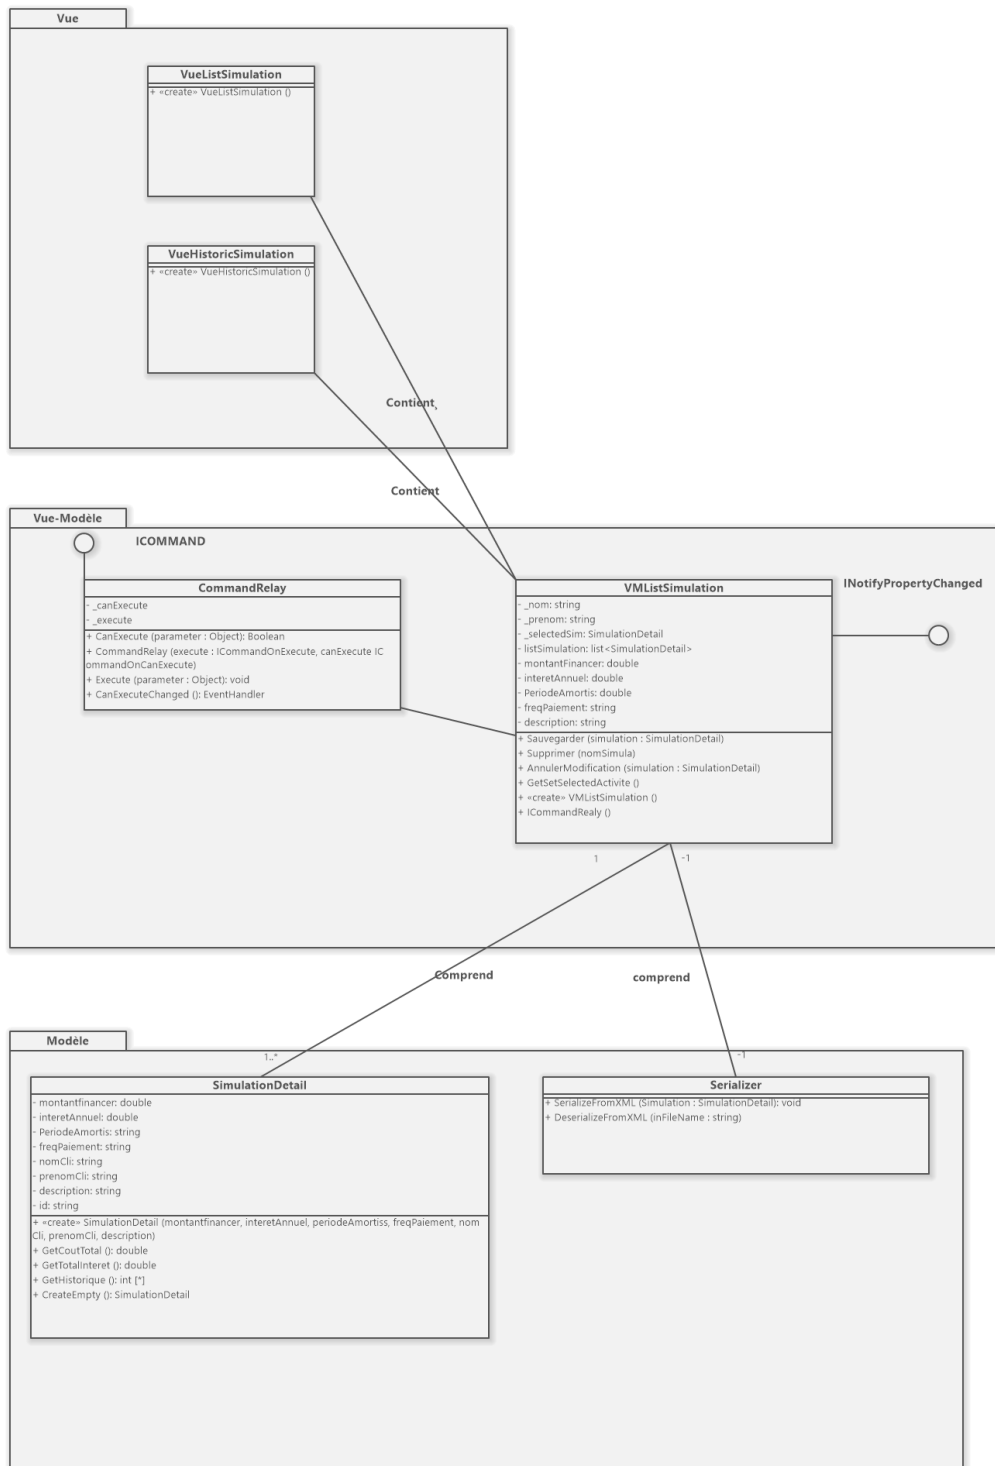 Vue
VueListSimulation
+ «create» VueListSimulation ()
VueHistoricSimulation
+ «create» VueHistoricSimulation ()
Contient
Contient
Vue-Modèle
ICOMMAND
CommandRelay
- _canExecute
- _execute
+ CanExecute (parameter : Object): Boolean
+ CommandRelay (execute : ICommandOnExecute, canExecute IC
ommandOnCanExecute)
+ Execute (parameter : Object): void
+ CanExecuteChanged (): EventHandler
VMListSimulation
- _nom: string
- _prenom: string
- _selectedSim: SimulationDetail
- listSimulation: list<SimulationDetail>
- montantFinancer: double
- interetAnnuel: double
- PeriodeAmortis: double
- freqPaiement: string
- description: string
+ Sauvegarder (simulation : SimulationDetail)
+ Supprimer (nomSimula)
+ AnnulerModification (simulation : SimulationDetail)
+ GetSetSelectedActivite ()
+ «create» VMListSimulation ()
+ ICommandRealy ()
INotifyPropertyChanged
1
-1
Comprend
comprend
Modèle
1..*
-1
SimulationDetail
- montantfinancer: double
- interetAnnuel: double
- PeriodeAmortis: string
- freqPaiement: string
- nomCli: string
- prenomCli: string
- description: string
- id: string
+ «create» SimulationDetail (montantfinancer, interetAnnuel, periodeAmortiss, freqPaiement, nom
Cli, prenomCli, description)
+ GetCoutTotal (): double
+ GetTotalInteret (): double
+ GetHistorique (): int [*]
+ CreateEmpty (): SimulationDetail
Serializer
+ SerializeFromXML (Simulation : SimulationDetail): void
+ DeserializeFromXML (inFileName : string)